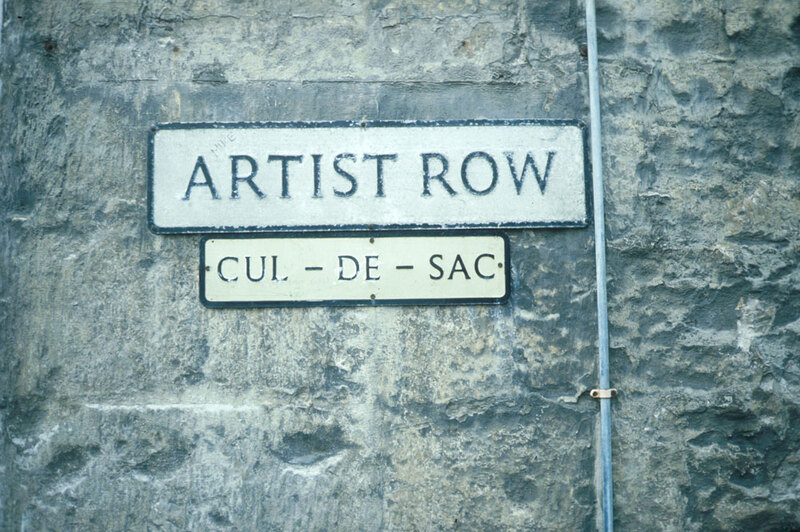 ARTIST ROW
CUL - DE - SAC